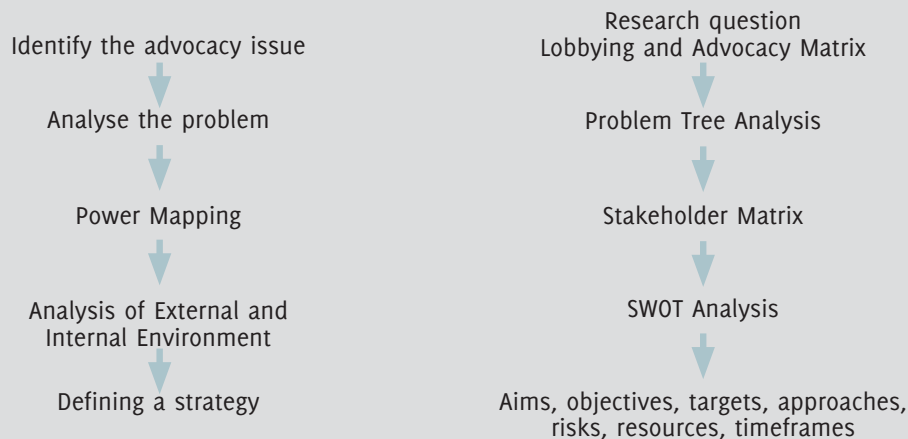 Identify the advocacy issue
Analyse the problem
Power Mapping
Analysis of External and
Internal Environment
Defining a strategy
Research question
Lobbying and Advocacy Matrix
Problem Tree Analysis
Stakeholder Matrix
SWOT Analysis
Aims, objectives, targets, approaches,
risks, resources, timeframes